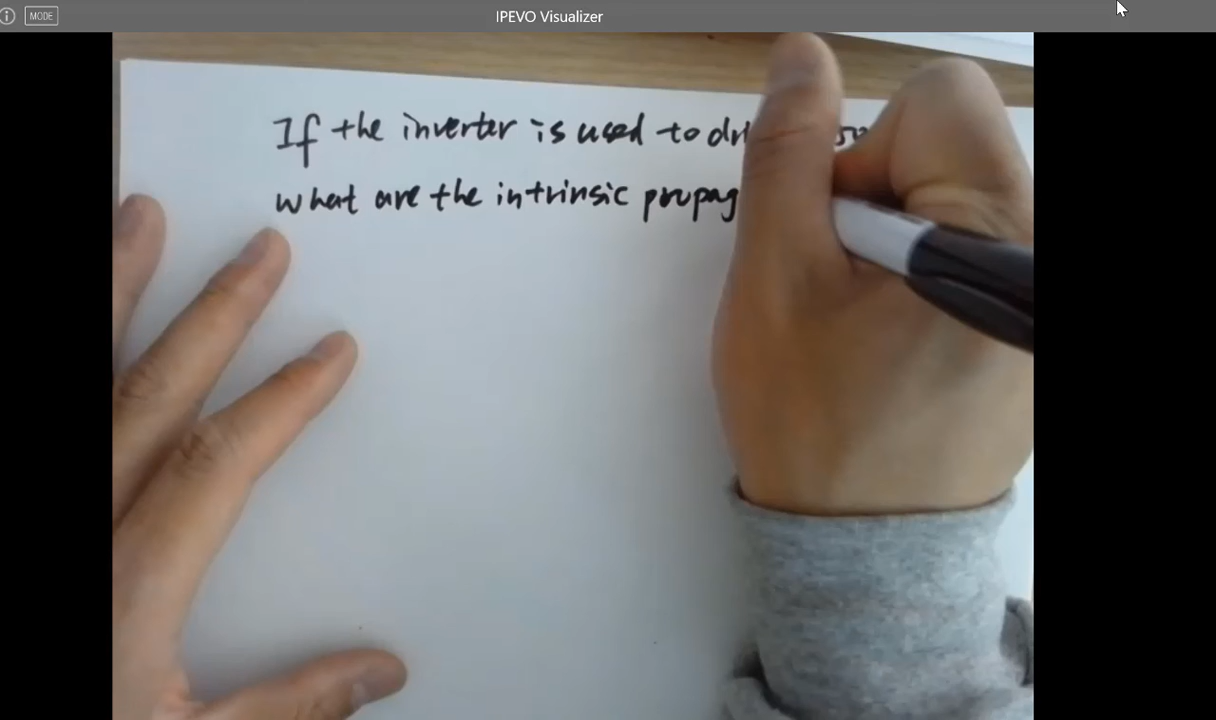 MODE
IPEVO Visualizer
If the inverter is used to
what are the intrinsic